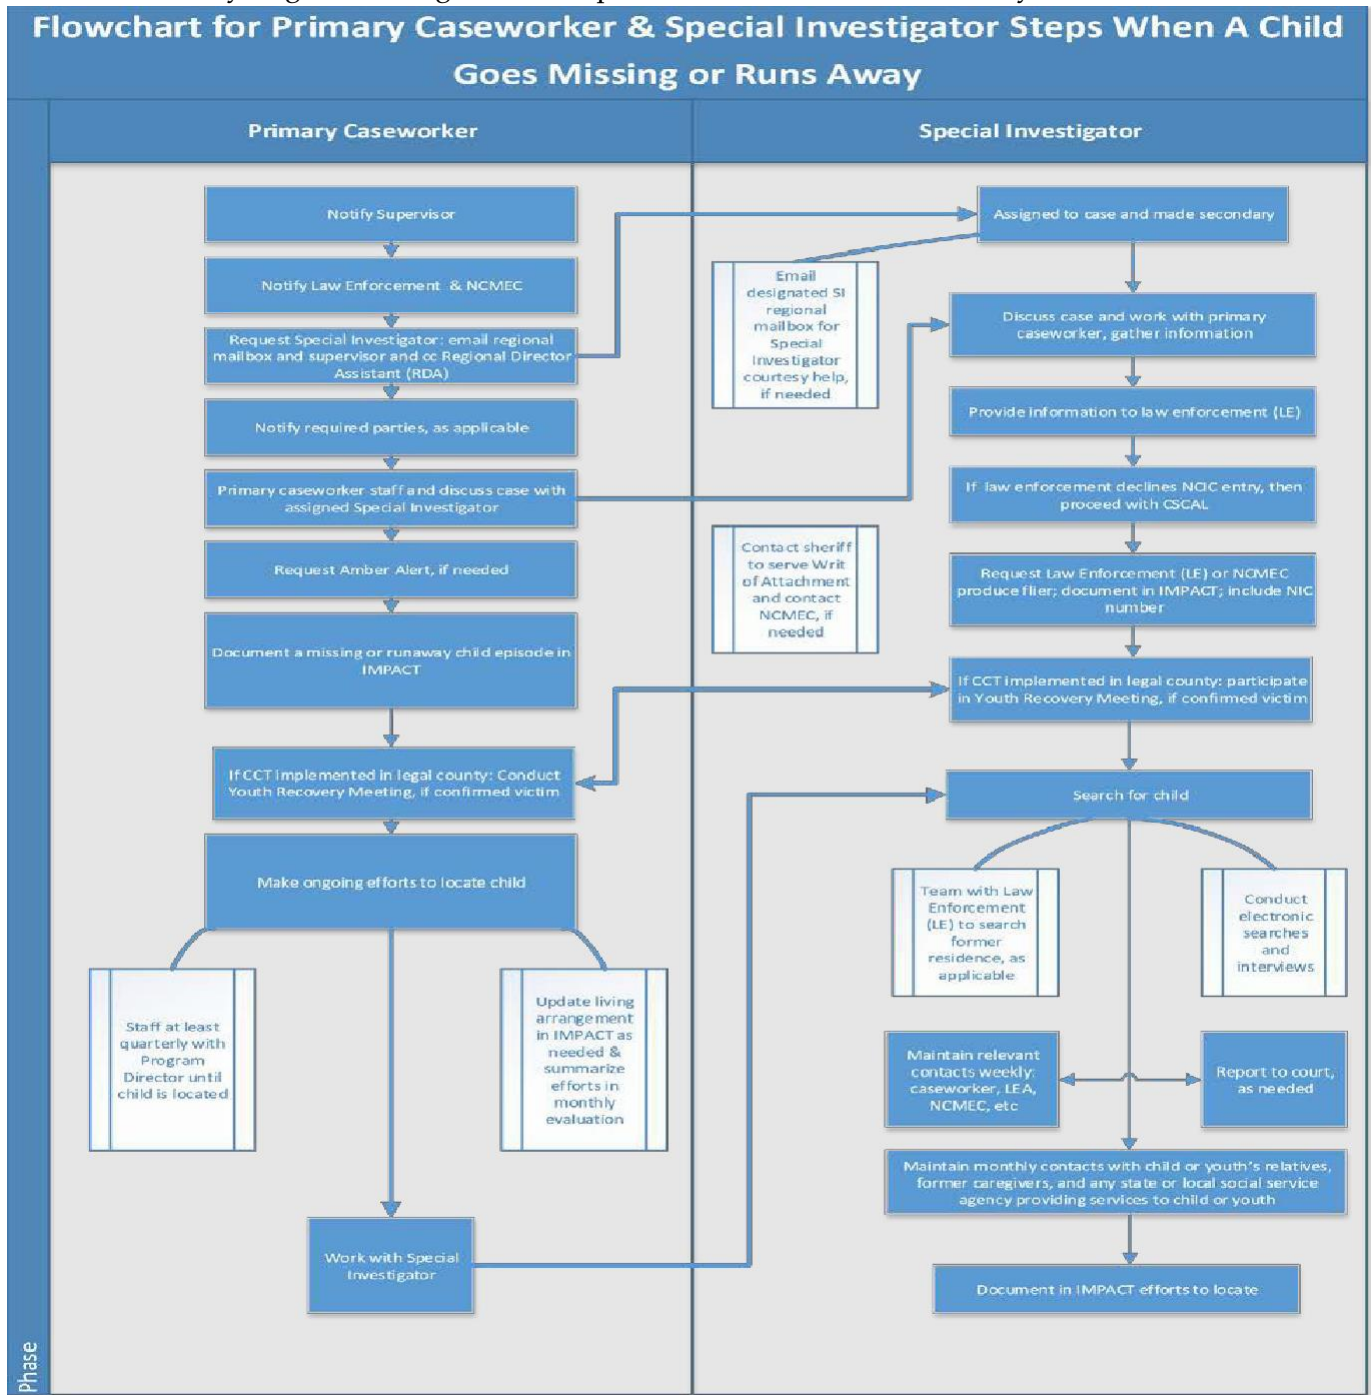 Flowchart for Primary Caseworker & Special Investigator Steps When A Child
Goes Missing or Runs Away
Primary Caseworker
Special Investigator
Notify Supervisor
Notify Law Enforcement & NCMEC
Request Special Investigator: email regional
mailbox and supervisor and cc Regional Director
Assistant (RDA)
Notify required parties, as applicable
Primary caseworker staff and discuss case with
assigned Special Investigator
Request Amber Alert, if needed
Document a missing or runaway child episode in
IMPACT
If CCT implemented in legal county: Conduct
Youth Recovery Meeting, if confirmed victim
Make ongoing efforts to locate child
Staff at least
quarterly with
Program
Director until
child is located
Update living
arrangement
in IMPACT as
needed &
summarize
efforts in
monthly
evaluation
Work with Special
Investigator
Assigned to case and made secondary
Email
designated SI
regional
mailbox for
Special
Investigator
courtesy help,
if needed
Discuss case and work with primary
caseworker, gather information
Provide information to law enforcement (LE)
If law enforcement declines NCIC entry, then
proceed with CSCAL
Contact sheriff
to serve Writ
of Attachment
and contact
NCMEC, if
needed
Request Law Enforcement (LE) or NCMEC
produce flier; document in IMPACT; include NIC
number
If CCT implemented in legal county: participate
in Youth Recovery Meeting, if confirmed victim
Search for child
Team with Law
Enforcement
(LE) to search
former
residence, as
applicable
Conduct
electronic
searches
and
interviews
Maintain relevant
contacts weekly:
caseworker, LEA,
NCMEC, etc
Report to court,
as needed
Maintain monthly contacts with child or youth's relatives,
former caregivers, and any state or local social service
agency providing services to child or youth
Document in IMPACT efforts to locate
Phase